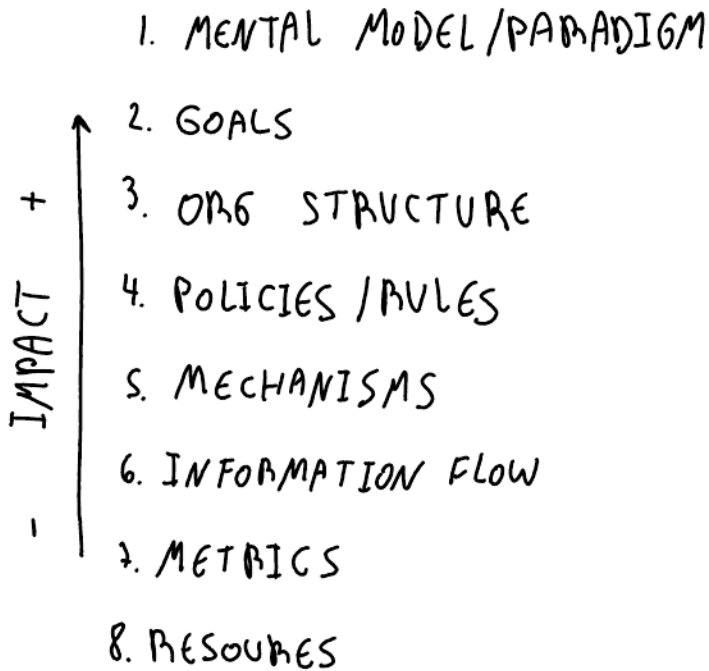 1. MENTAL MODEL/PARADIGM
2. GOALS
3. ORG STRUCTURE
4. POLICIES/RULES
5. MECHANISMS
6. INFORMATION FLOW
7. METRICS
8. RESOURES
- IMPACT +